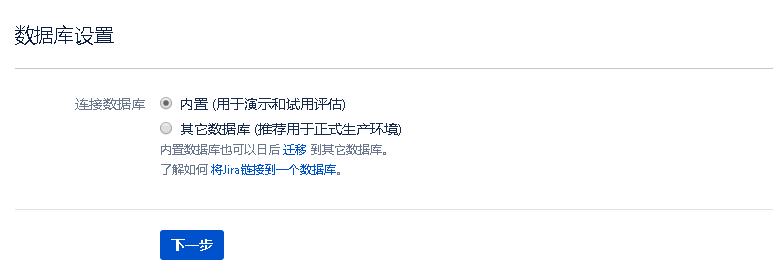 数据库设置
连接数据库
内置 (用于演示和试用评估)
其它数据库 (推荐用于正式生产环境)
内置数据库也可以日后 迁移 到其它数据库。
了解如何 将Jira链接到一个数据库。
下一步